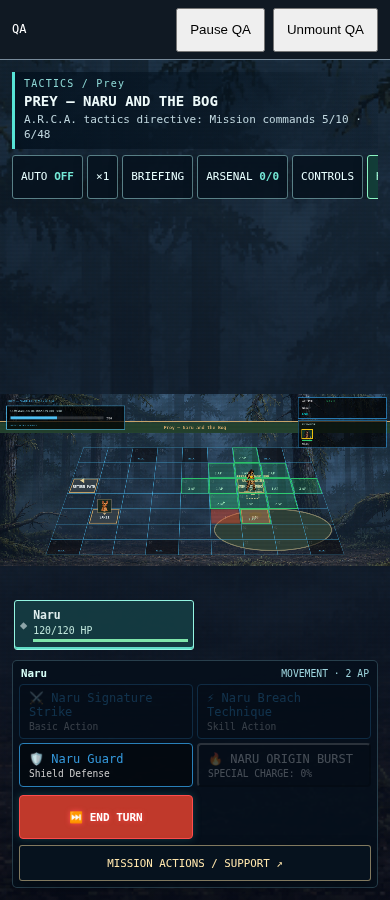 QA
Pause QA
Unmount QA
TACTICS / Prey
PREY — NARU AND THE BOG
A.R.C.A. tactics directive: Mission commands 5/10 ·
6/48
AUTO OFF
×1
BRIEFING
ARSENAL 0/0
CONTROLS
Prey — Naru and the Bog
Naru
120/120 HP
Naru
MOVEMENT · 2 AP
⚔️ Naru Signature
Strike
Basic Action
⚡ Naru Breach
Technique
Skill Action
🛡️ Naru Guard
Shield Defense
🔥 NARU ORIGIN BURST
SPECIAL CHARGE: 0%
⏩ END TURN
MISSION ACTIONS / SUPPORT ↗